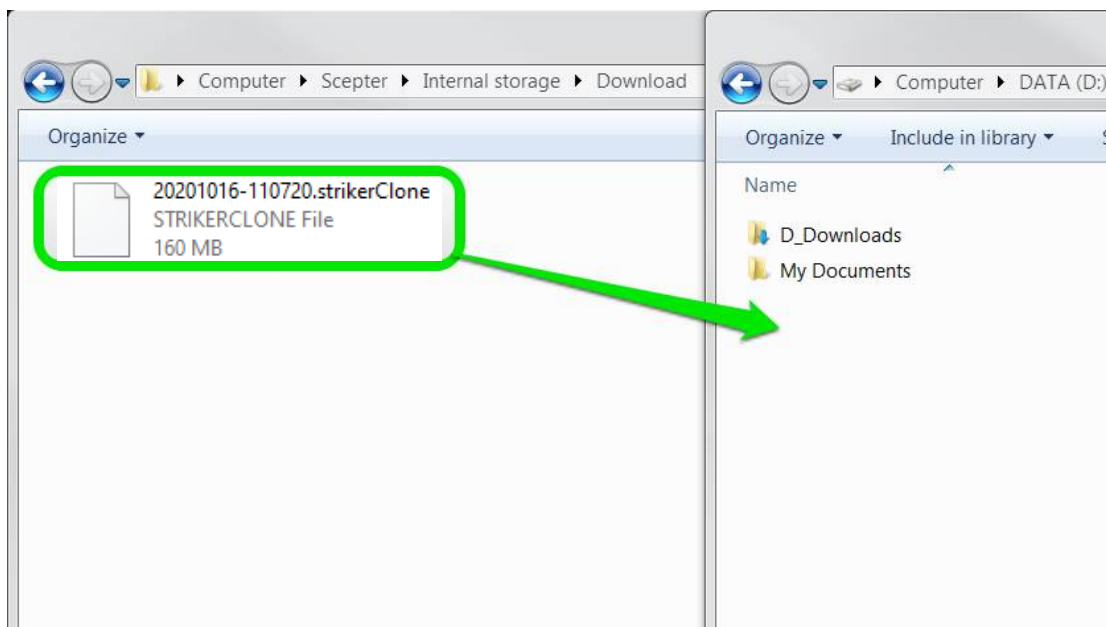 Computer Scepter Internal storage Download
Organize
20201016-110720.strikerClone
STRIKERCLONE File
160 MB
Computer DATA (D:)
Organize Include in library
Name
D_Downloads
My Documents